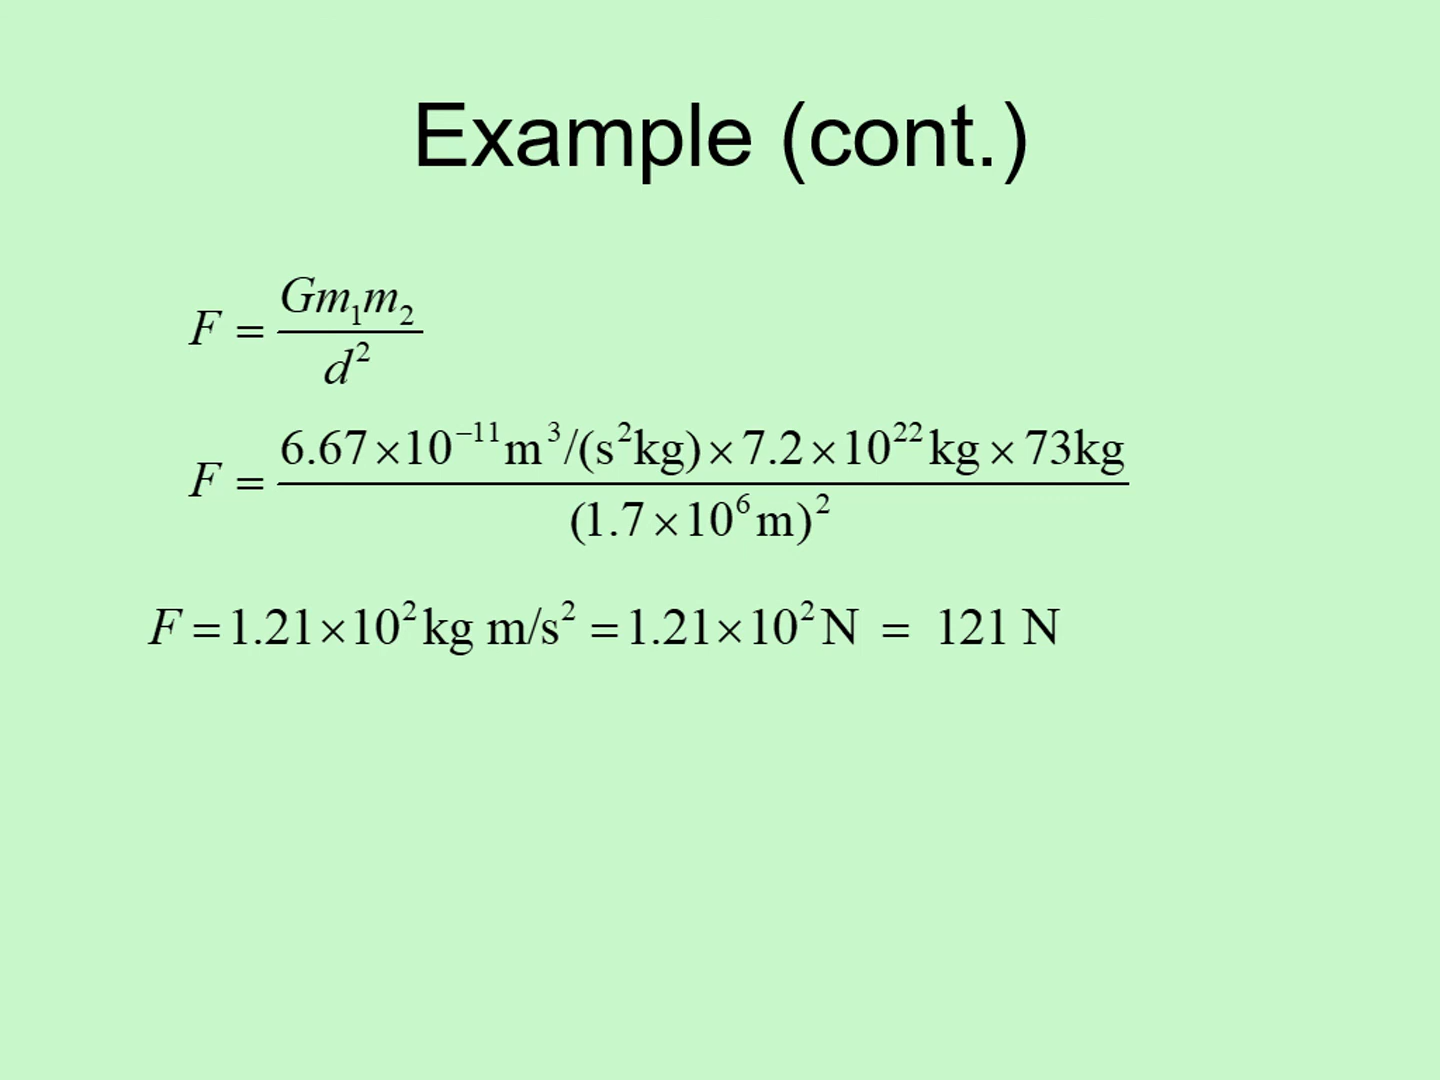 Example (cont.)
F = Gm₁m₂ / d²
F = 6.67×10⁻¹¹m³/(s²kg)×7.2×10²²kg×73kg / (1.7×10⁶m)²
F=1.21×10²kg m/s²=1.21×10²N = 121 N